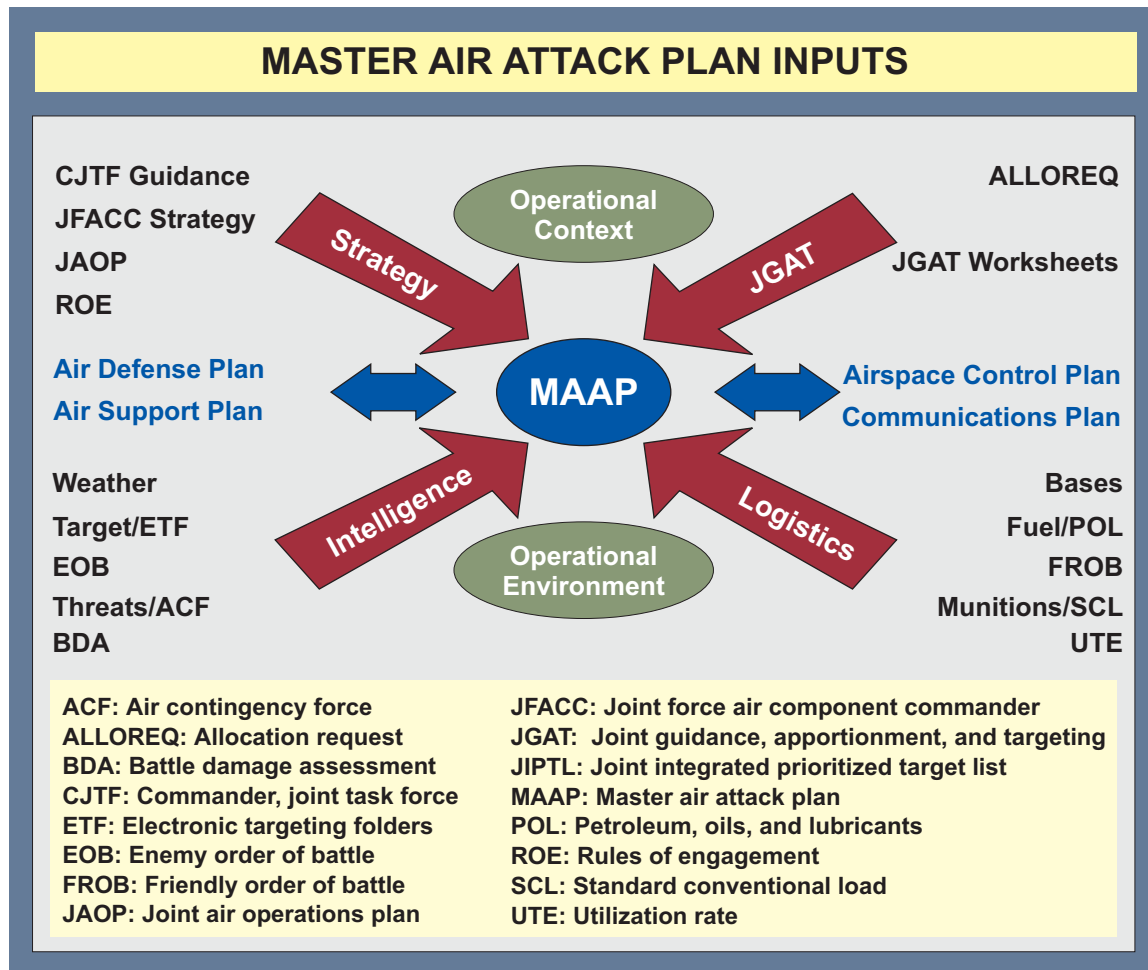 MASTER AIR ATTACK PLAN INPUTS
CJTF Guidance
JFACC Strategy
JAOP
ROE
Strategy
Operational
Context
JGAT
ALLOREQ
JGAT Worksheets
Air Defense Plan
Air Support Plan
MAAP
Airspace Control Plan
Communications Plan
Weather
Target/ETF
EOB
Threats/ACF
BDA
Intelligence
Operational
Environment
Logistics
Bases
Fuel/POL
FROB
Munitions/SCL
UTE
ACF: Air contingency force
ALLOREQ: Allocation request
BDA: Battle damage assessment
CJTF: Commander, joint task force
ETF: Electronic targeting folders
EOB: Enemy order of battle
FROB: Friendly order of battle
JAOP: Joint air operations plan
JFACC: Joint force air component commander
JGAT: Joint guidance, apportionment, and targeting
JIPTL: Joint integrated prioritized target list
MAAP: Master air attack plan
POL: Petroleum, oils, and lubricants
ROE: Rules of engagement
SCL: Standard conventional load
UTE: Utilization rate